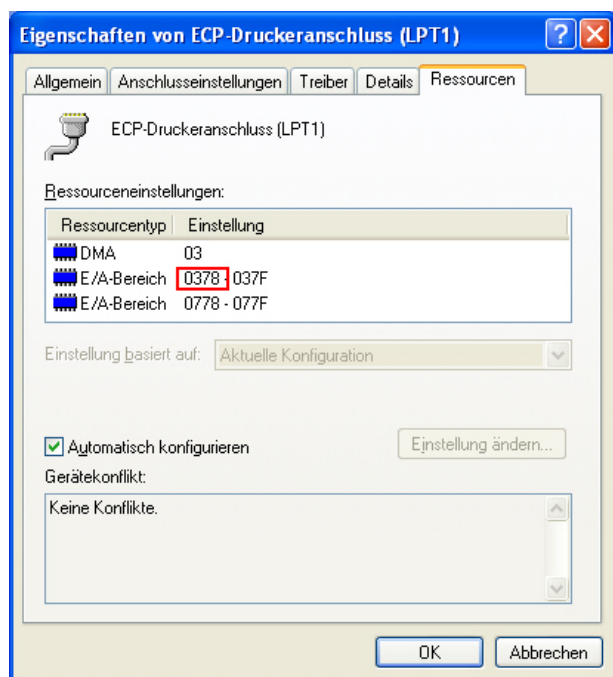 Eigenschaften von ECP-Druckeranschluss (LPT1)
Allgemein Anschlusseinstellungen Treiber Details Ressourcen
ECP-Druckeranschluss (LPT1)
Ressourceneinstellungen:
Ressourcentyp Einstellung
DMA 03
E/A-Bereich 0378 - 037F
E/A-Bereich 0778 - 077F
Einstellung basiert auf: Aktuelle Konfiguration
Automatisch konfigurieren Einstellung ändern...
Gerätekonflikt:
Keine Konflikte.
OK Abbrechen